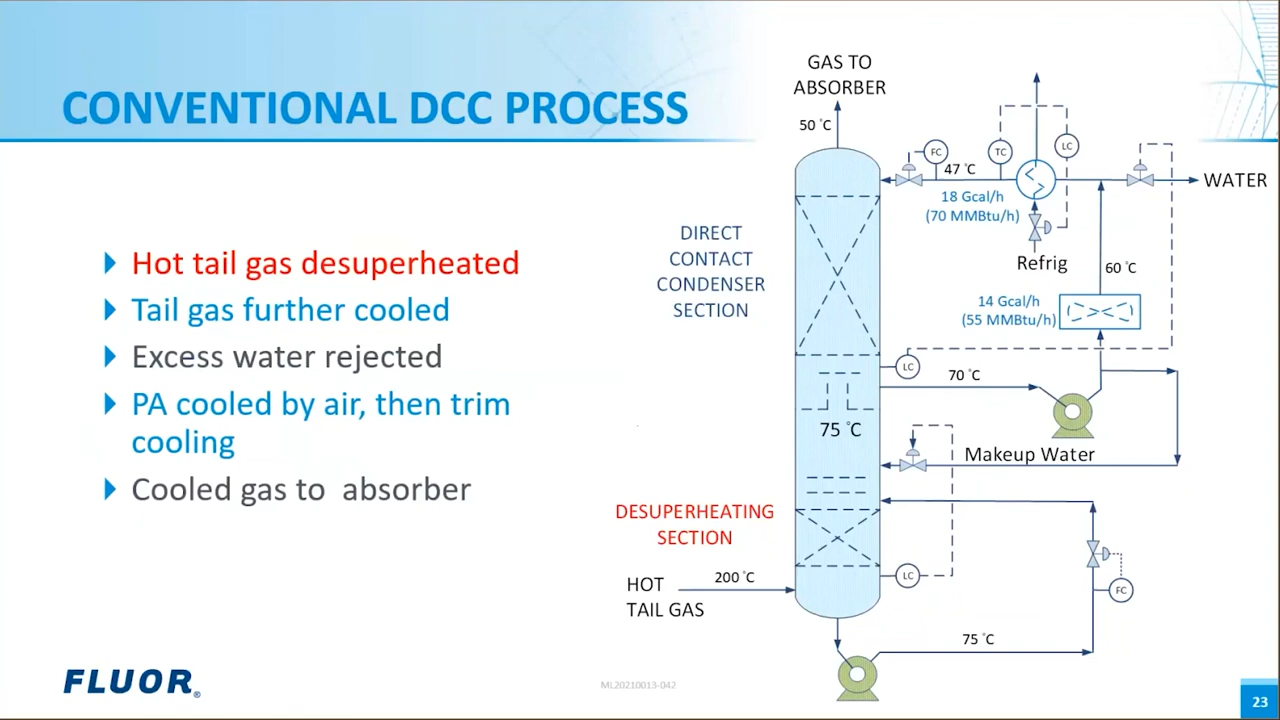 CONVENTIONAL DCC PROCESS
Hot tail gas desuperheated
Tail gas further cooled
Excess water rejected
PA cooled by air, then trim
cooling
Cooled gas to absorber
GAS TO
ABSORBER
50 °C
FC
TC
LC
47 °C
WATER
18 Gcal/h
(70 MMBtu/h)
DIRECT
CONTACT
CONDENSER
SECTION
Refrig
60 °C
14 Gcal/h
(55 MMBtu/h)
LC
70 °C
75 °C
Makeup Water
DESUPERHEATING
SECTION
LC
HOT
TAIL GAS
200 °C
FC
75 °C
FLUOR®
ML20210013-042
23